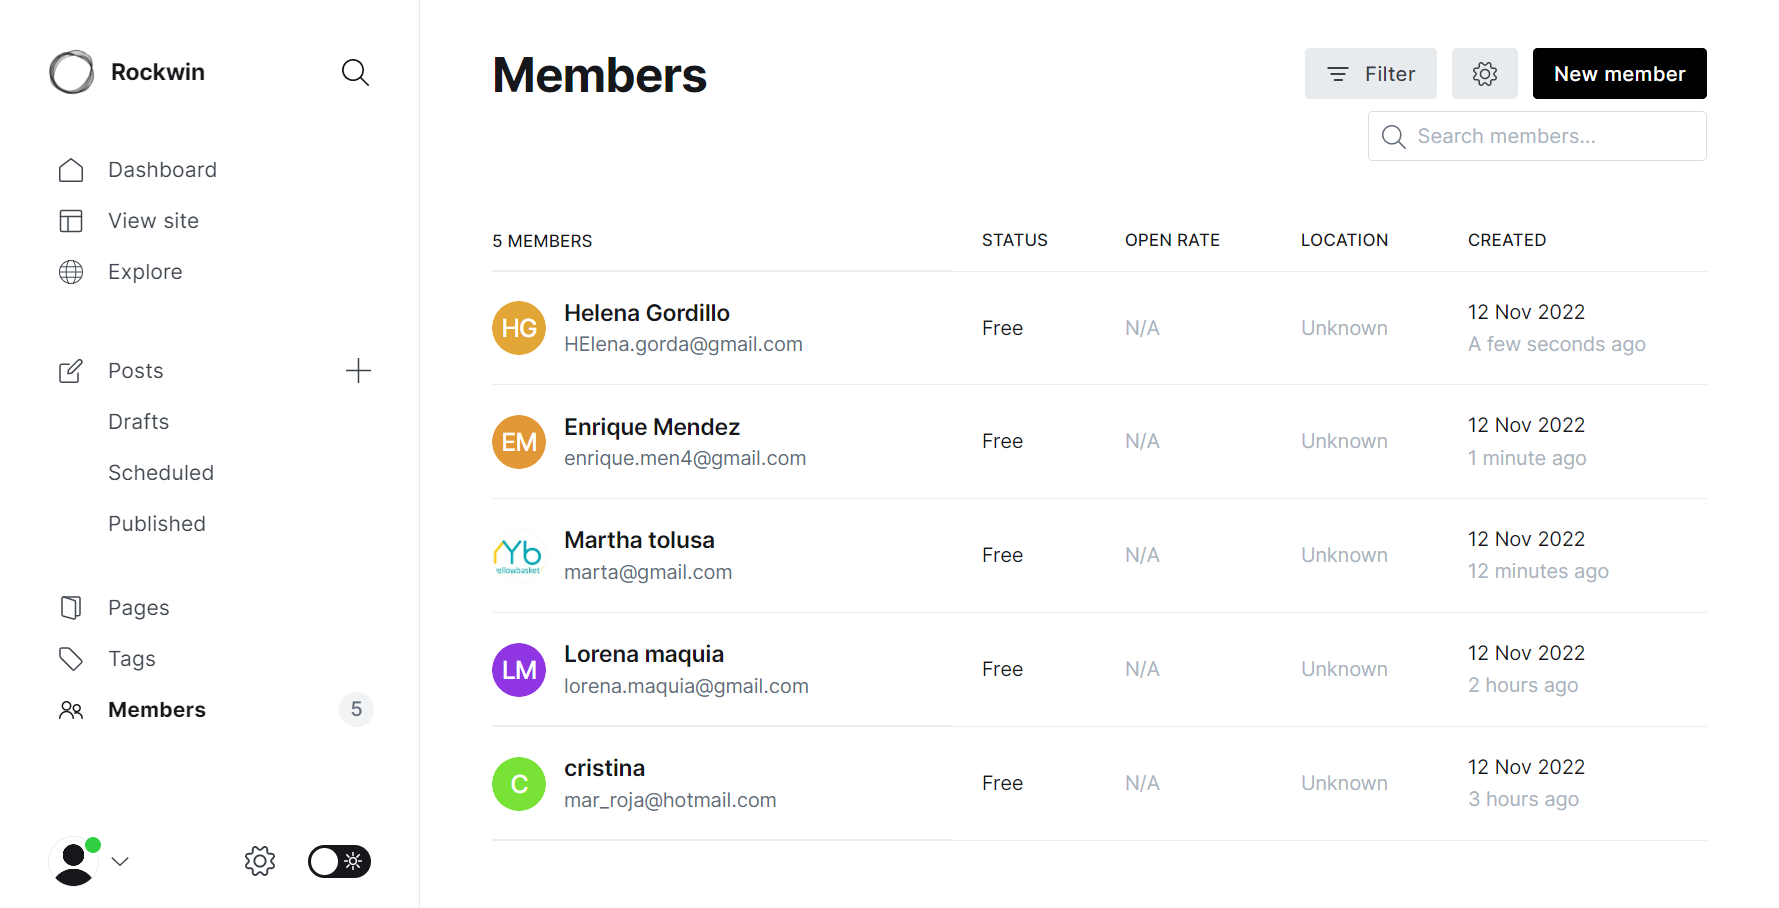 Rockwin
Dashboard
View site
Explore
Posts
Drafts
Scheduled
Published
Pages
Tags
Members 5
Members
Filter
New member
Search members...
5 MEMBERS STATUS OPEN RATE LOCATION CREATED
HG Helena Gordillo
HElena.gorda@gmail.com
Free N/A Unknown
12 Nov 2022
A few seconds ago
EM Enrique Mendez
enrique.men4@gmail.com
Free N/A Unknown
12 Nov 2022
1 minute ago
Yb
ellowbasket
Martha tolusa
marta@gmail.com
Free N/A Unknown
12 Nov 2022
12 minutes ago
LM Lorena maquia
lorena.maquia@gmail.com
Free N/A Unknown
12 Nov 2022
2 hours ago
C cristina
mar_roja@hotmail.com
Free N/A Unknown
12 Nov 2022
3 hours ago